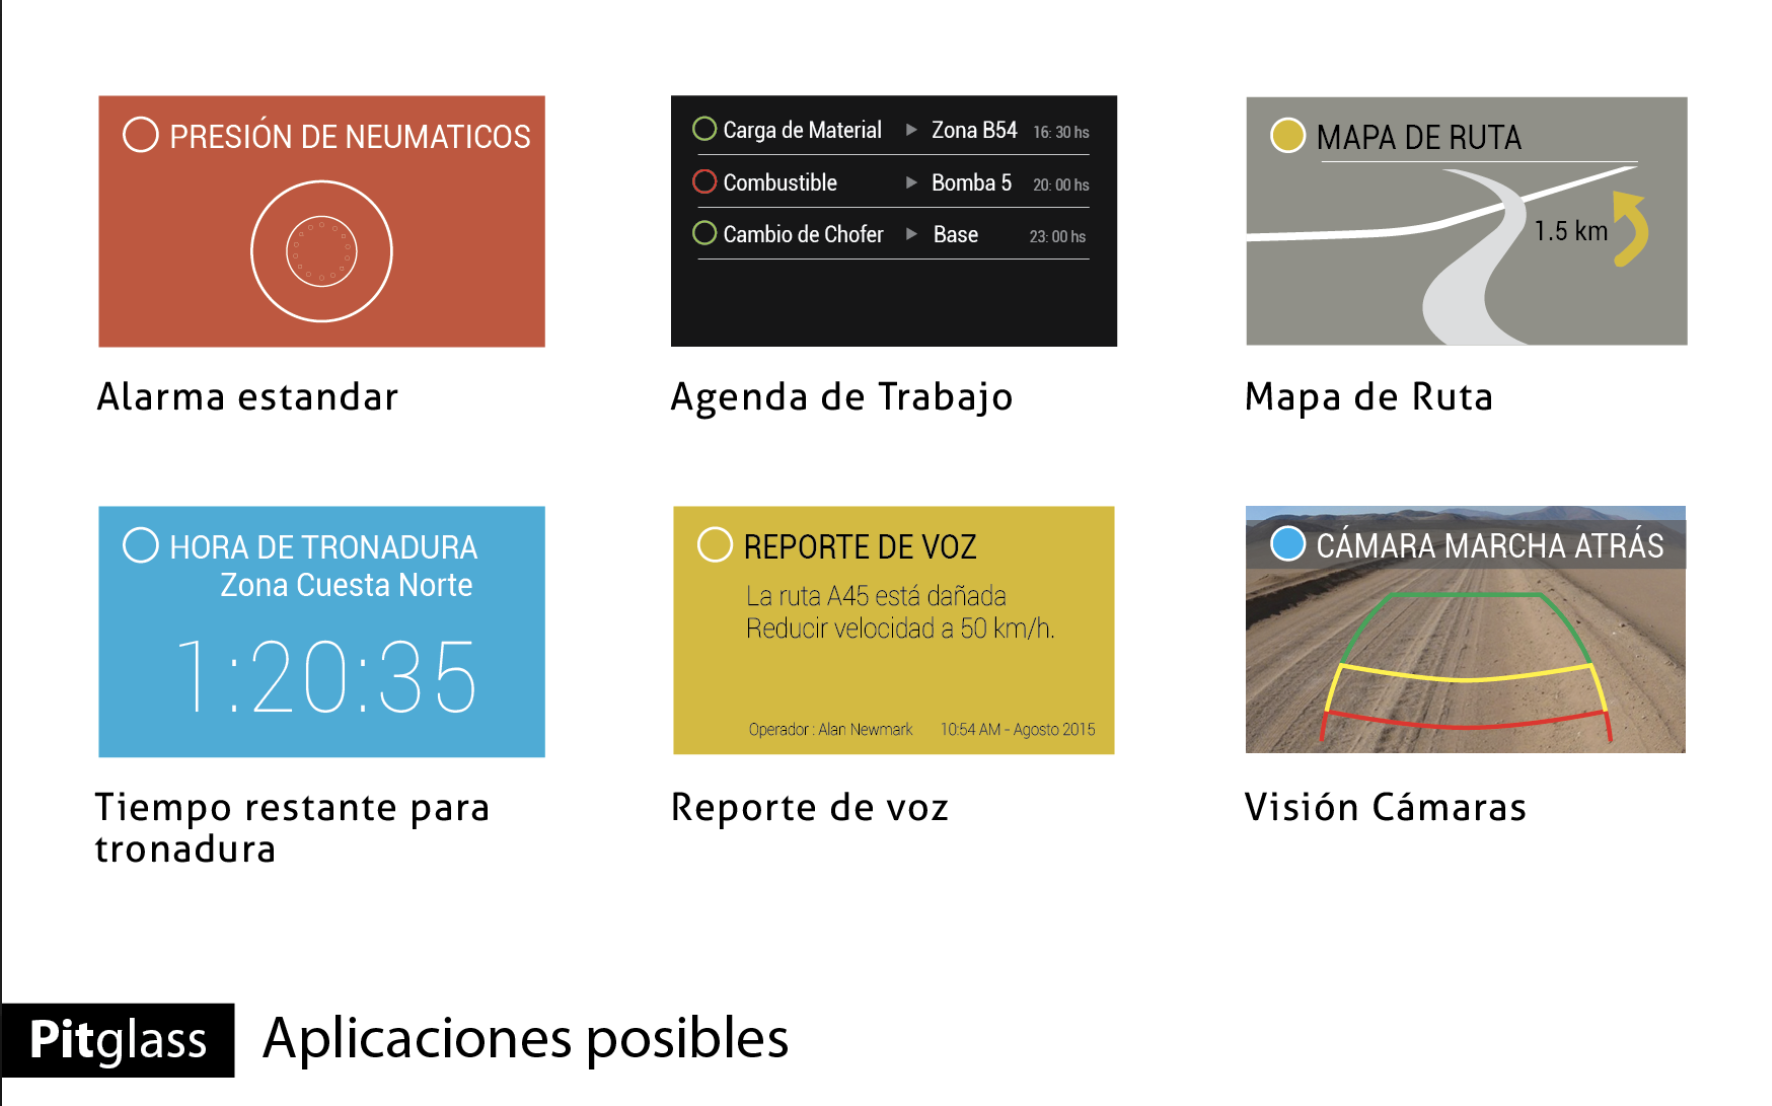 PRESIÓN DE NEUMATICOS
Alarma estandar
Carga de Material ▶ Zona B54 16: 30 hs
Combustible ▶ Bomba 5 20: 00 hs
Cambio de Chofer ▶ Base 23: 00 hs
Agenda de Trabajo
MAPA DE RUTA
1.5 km
Mapa de Ruta
HORA DE TRONADURA
Zona Cuesta Norte
1:20:35
Tiempo restante para
tronadura
REPORTE DE VOZ
La ruta A45 está dañada
Reducir velocidad a 50 km/h.
Operador : Alan Newmark 10:54 AM - Agosto 2015
Reporte de voz
CÁMARA MARCHA ATRÁS
Visión Cámaras
Pitglass Aplicaciones posibles